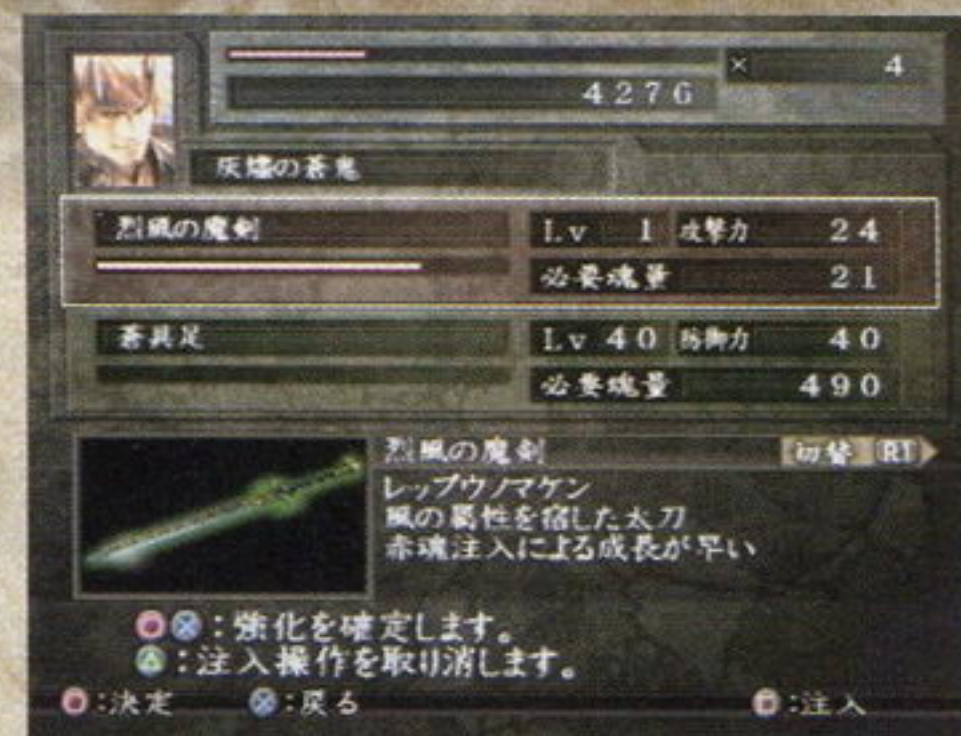 × 4
4276
灰燼の蒼鬼
烈風の魔剣 Lv 1 攻撃力 24
必要魂量 21
蒼具足 Lv 40 防御力 40
必要魂量 490
烈風の魔剣 切替 R1
レップウノマケン
風の属性を宿した太刀
赤魂注入による成長が早い
○×:強化を確定します。
△:注入操作を取り消します。
○:決定 ×:戻る □:注入